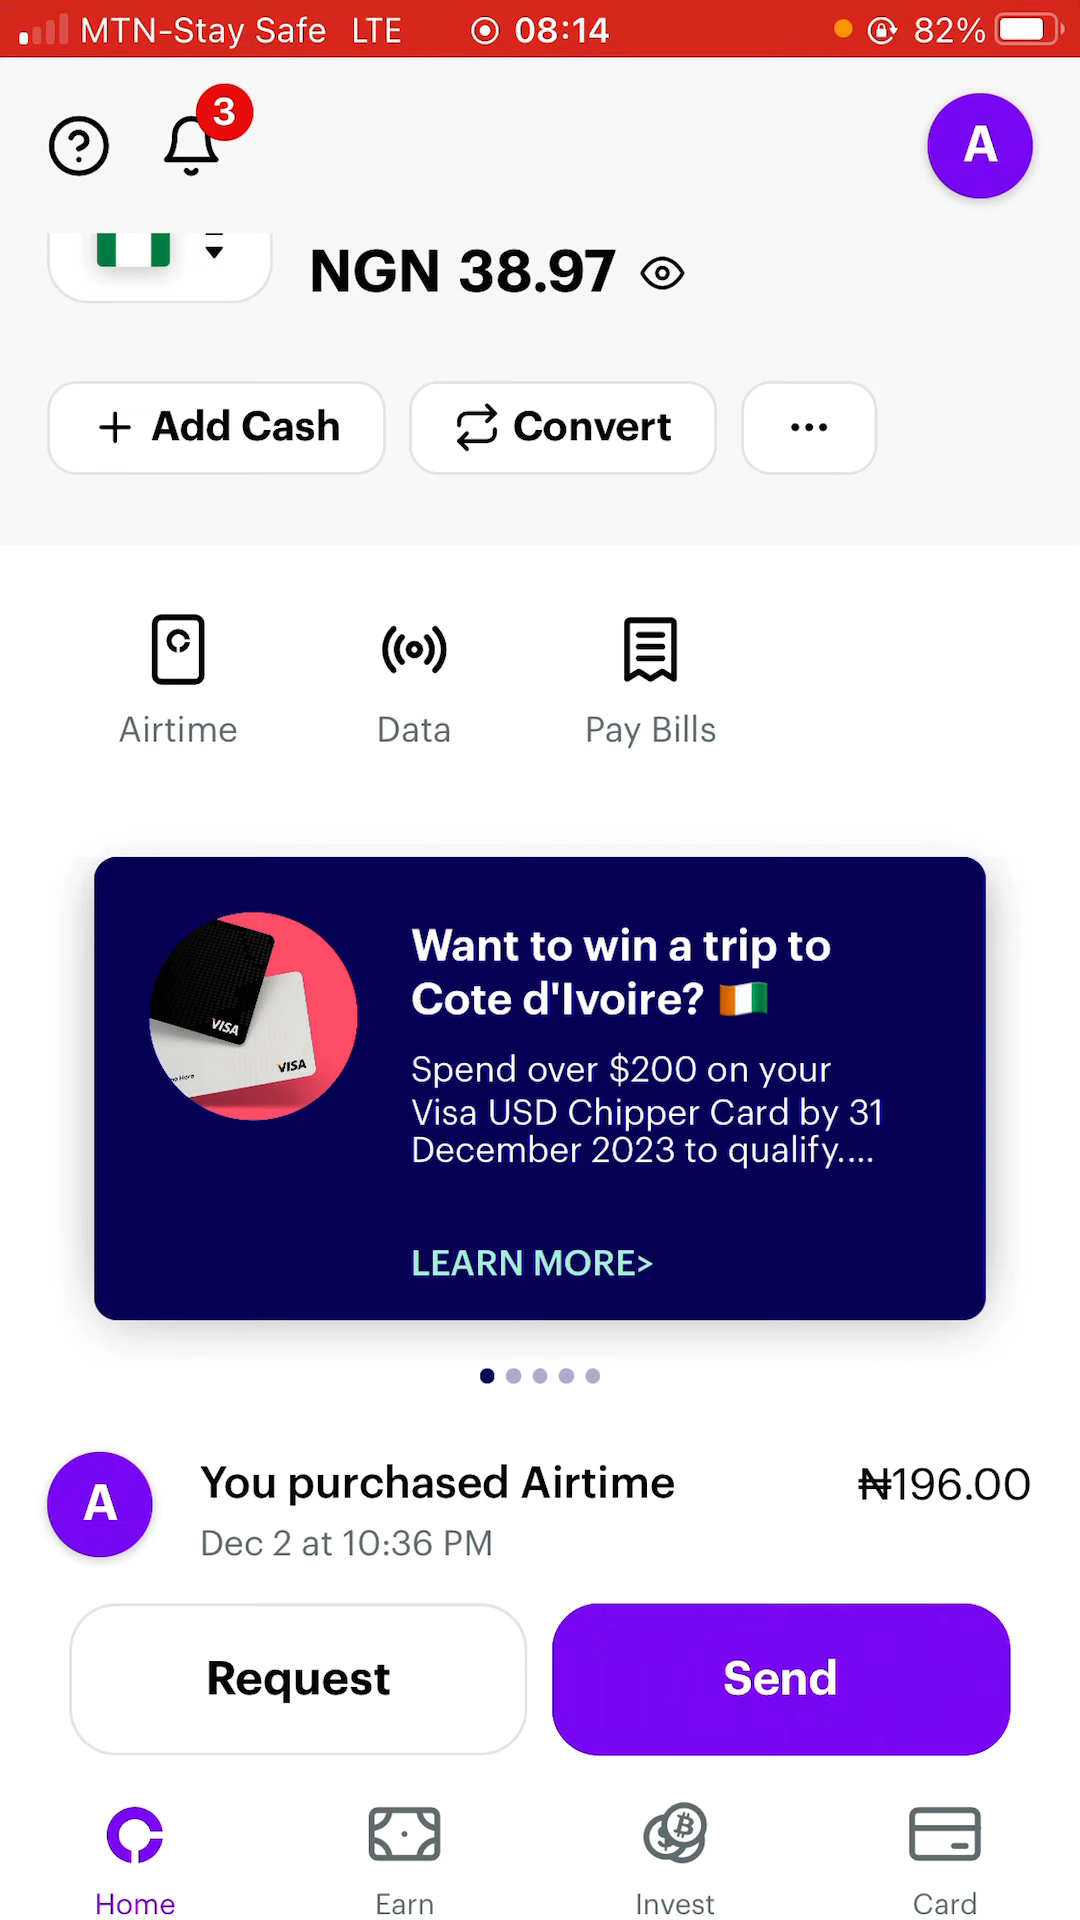 MTN-Stay Safe LTE 08:14 82%
3
A
NGN 38.97
Add Cash
Convert
Airtime
Data
Pay Bills
Want to win a trip to
Cote d'Ivoire?
VISA
VISA
Spend over $200 on your
Visa USD Chipper Card by 31
December 2023 to qualify....
LEARN MORE>
A
You purchased Airtime
₦196.00
Dec 2 at 10:36 PM
Request
Send
Home
Earn
Invest
Card